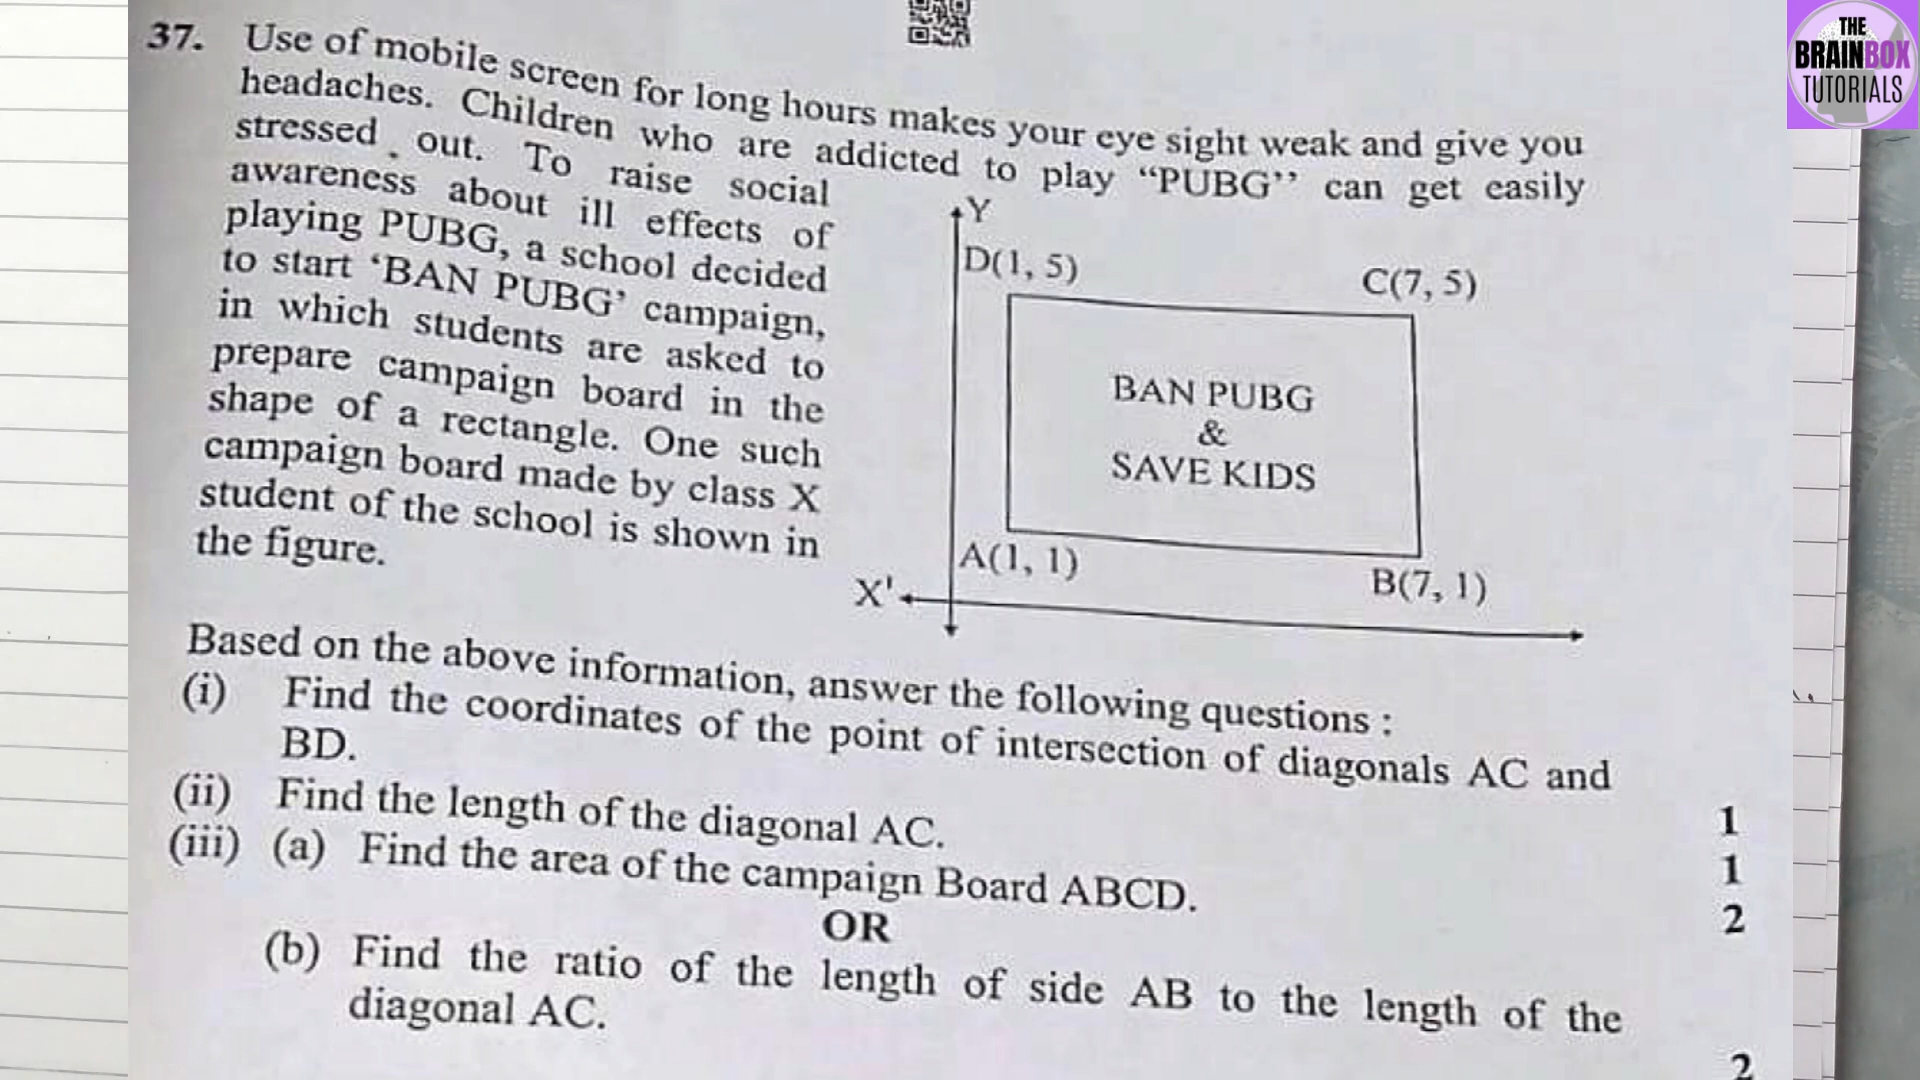 THE
BRAINBOX
TUTORIALS
37. Use of mobile screen for long hours makes your eye sight weak and give you
headaches. Children who are addicted to play “PUBG” can get easily
stressed out. To raise social
awareness about ill effects of
playing PUBG, a school decided
to start ‘BAN PUBG’ campaign,
in which students are asked to
prepare campaign board in the
shape of a rectangle. One such
campaign board made by class X
student of the school is shown in
the figure.
Y
D(1, 5)
C(7, 5)
BAN PUBG
&
SAVE KIDS
A(1, 1)
B(7, 1)
X'
Based on the above information, answer the following questions :
(i) Find the coordinates of the point of intersection of diagonals AC and
BD. 1
(ii) Find the length of the diagonal AC. 1
(iii) (a) Find the area of the campaign Board ABCD. 2
OR
(b) Find the ratio of the length of side AB to the length of the
diagonal AC. 2